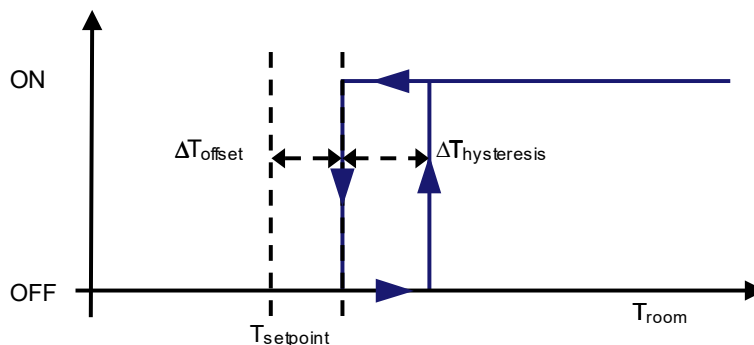 ON
ΔToffset
ΔThysteresis
OFF
Troom
Tsetpoint